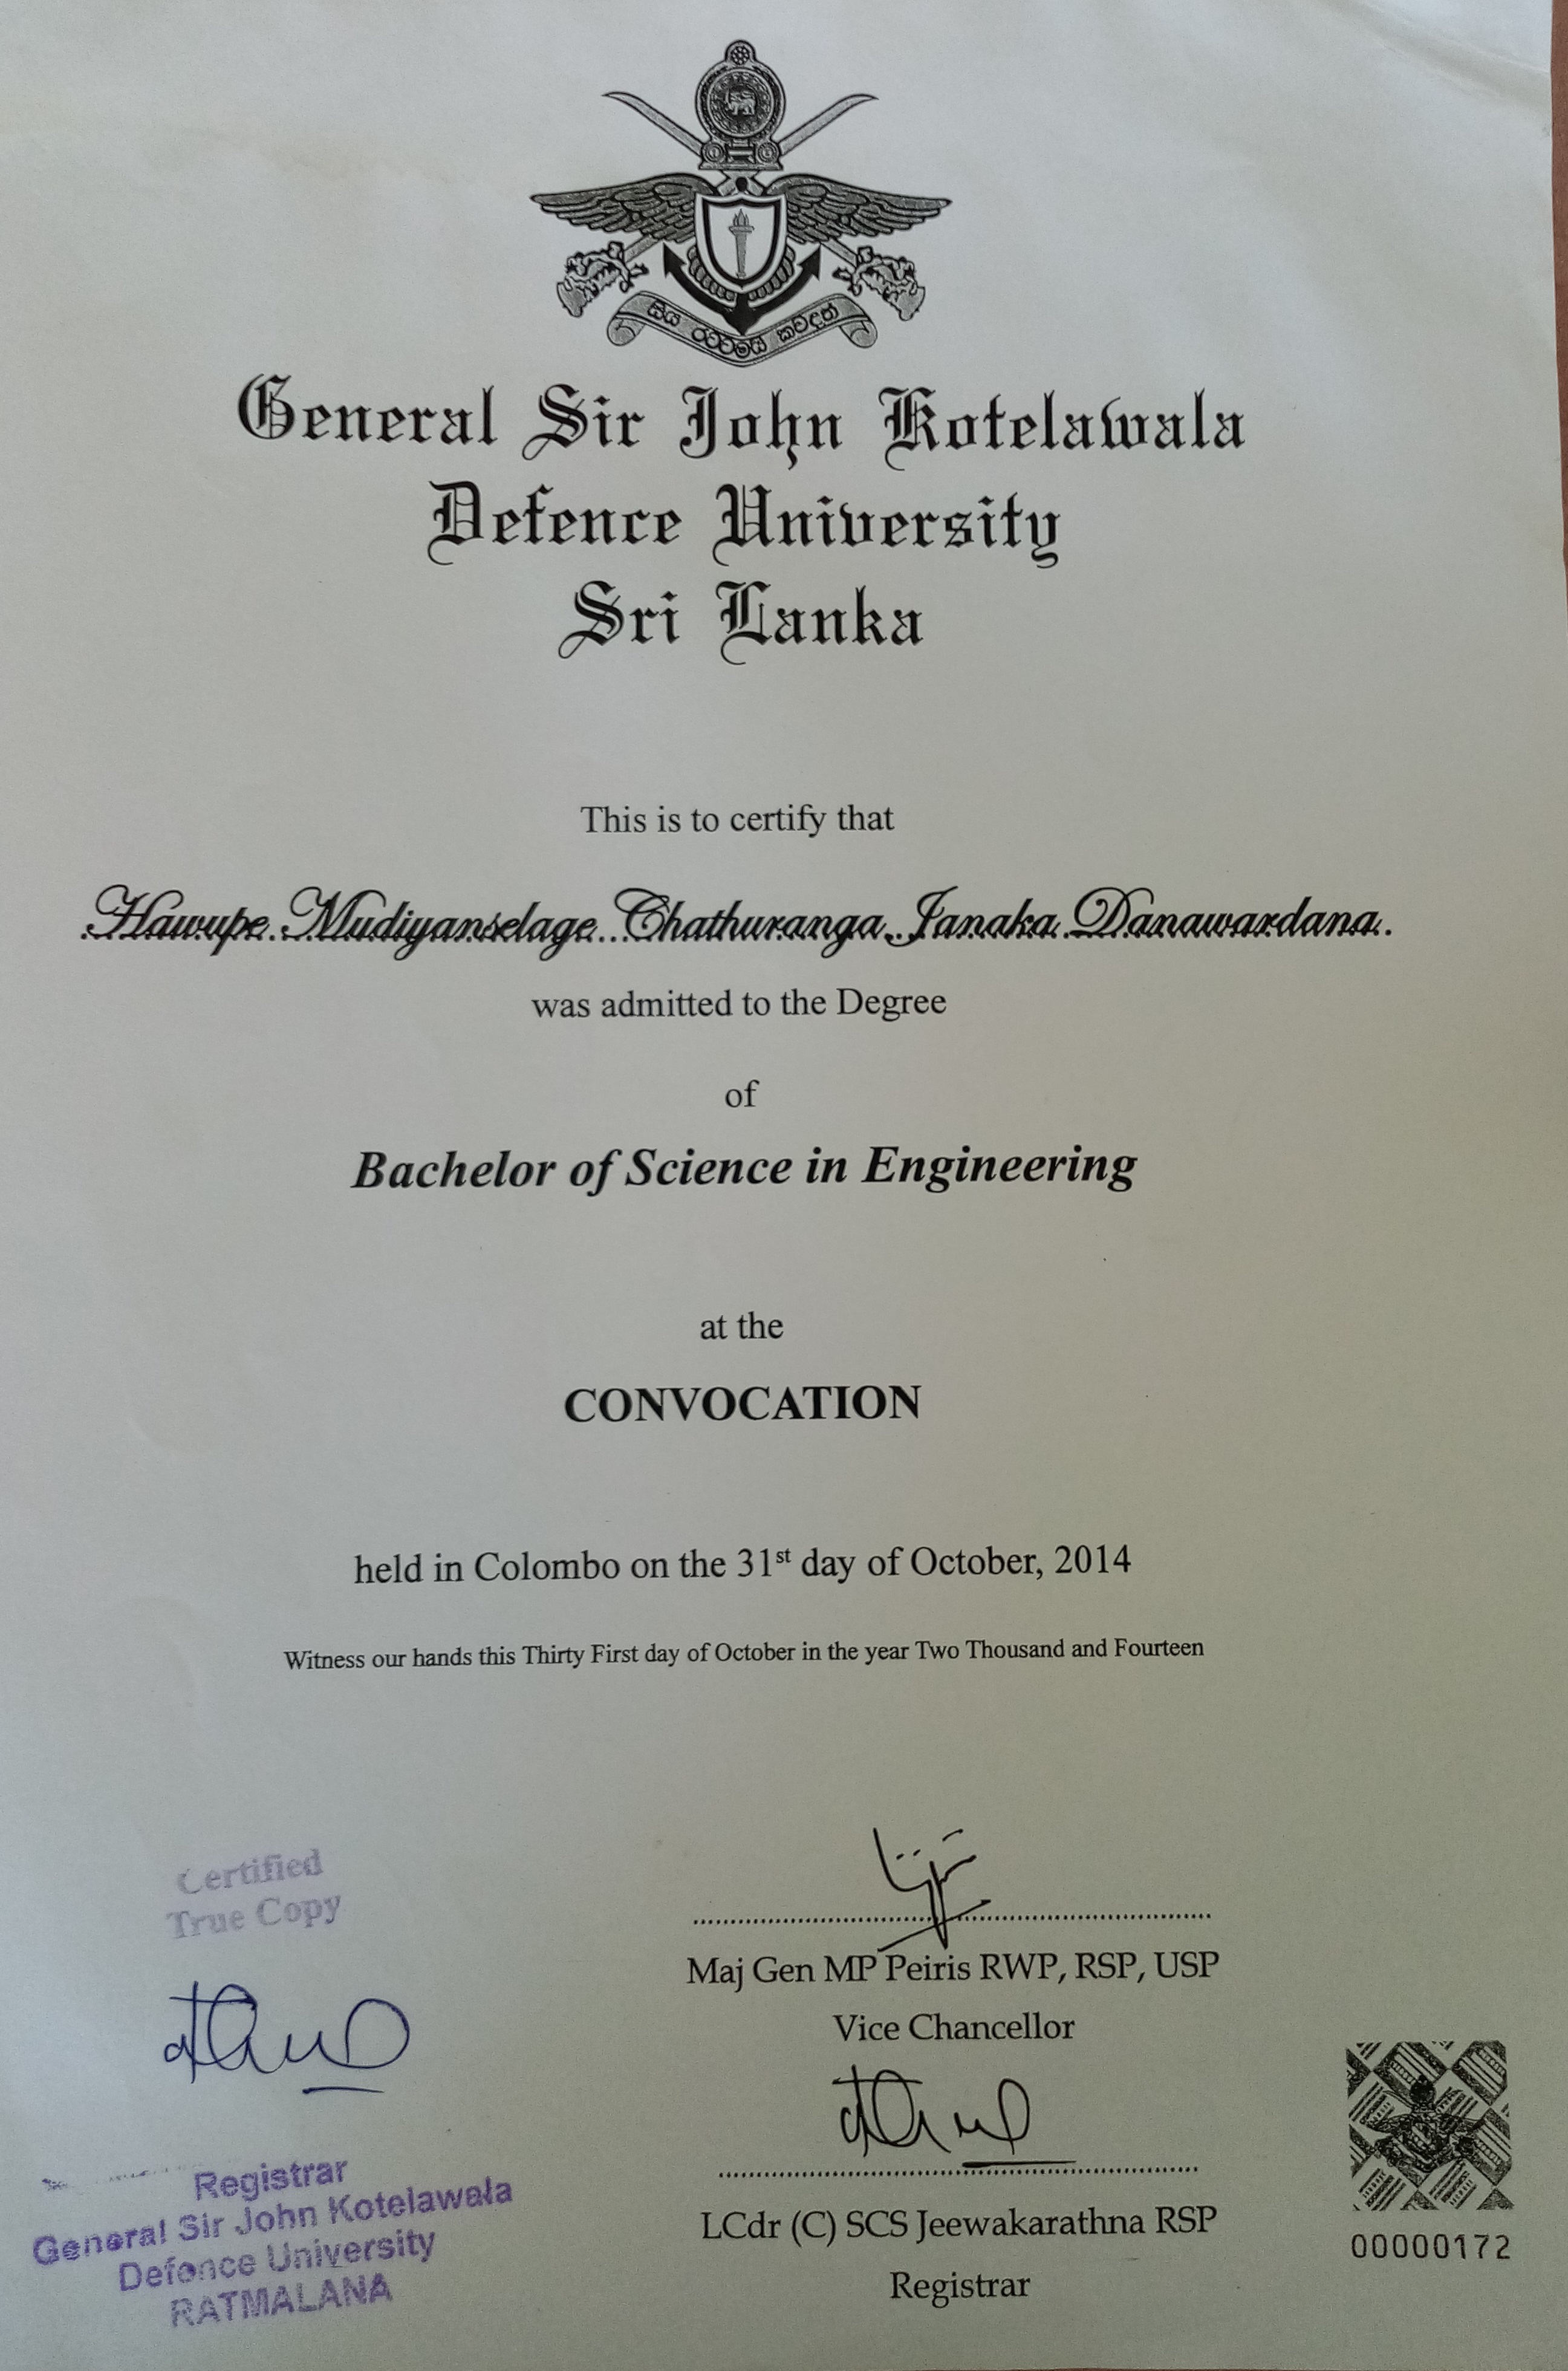 සිය රටටමයි කවදත්
General Sir John Kotelawala
Defence University
Sri Lanka
This is to certify that
Hawupe Mudiyanselage Chathuranga Janaka Danawardana
was admitted to the Degree
of
Bachelor of Science in Engineering
at the
CONVOCATION
held in Colombo on the 31st day of October, 2014
Witness our hands this Thirty First day of October in the year Two Thousand and Fourteen
Certified
True Copy
Maj Gen MP Peiris RWP, RSP, USP
Vice Chancellor
Registrar
General Sir John Kotelawala
Defence University
RATMALANA
LCdr (C) SCS Jeewakarathna RSP
Registrar
00000172